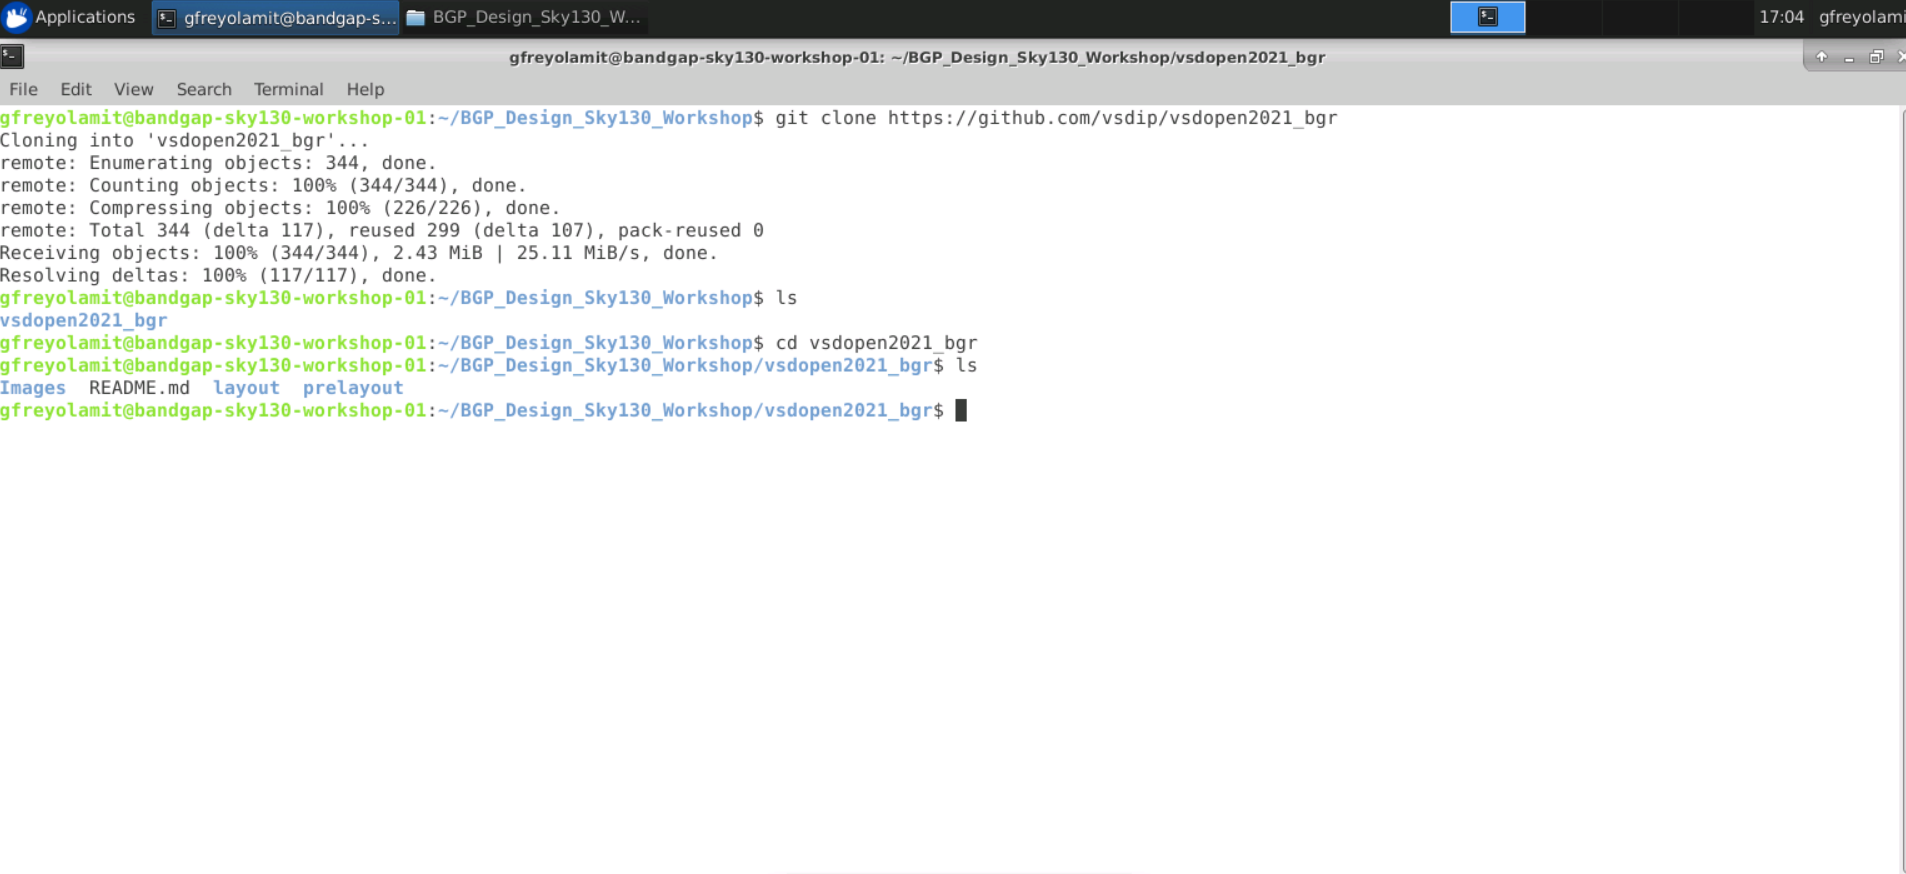 Applications gfreyolamit@bandgap-s... BGP_Design_Sky130_W... 17:04 gfreyolami
gfreyolamit@bandgap-sky130-workshop-01: ~/BGP_Design_Sky130_Workshop/vsdopen2021_bgr
File Edit View Search Terminal Help
gfreyolamit@bandgap-sky130-workshop-01:~/BGP_Design_Sky130_Workshop$ git clone https://github.com/vsdip/vsdopen2021_bgr
Cloning into 'vsdopen2021_bgr'...
remote: Enumerating objects: 344, done.
remote: Counting objects: 100% (344/344), done.
remote: Compressing objects: 100% (226/226), done.
remote: Total 344 (delta 117), reused 299 (delta 107), pack-reused 0
Receiving objects: 100% (344/344), 2.43 MiB | 25.11 MiB/s, done.
Resolving deltas: 100% (117/117), done.
gfreyolamit@bandgap-sky130-workshop-01:~/BGP_Design_Sky130_Workshop$ ls
vsdopen2021_bgr
gfreyolamit@bandgap-sky130-workshop-01:~/BGP_Design_Sky130_Workshop$ cd vsdopen2021_bgr
gfreyolamit@bandgap-sky130-workshop-01:~/BGP_Design_Sky130_Workshop/vsdopen2021_bgr$ ls
Images README.md layout prelayout
gfreyolamit@bandgap-sky130-workshop-01:~/BGP_Design_Sky130_Workshop/vsdopen2021_bgr$